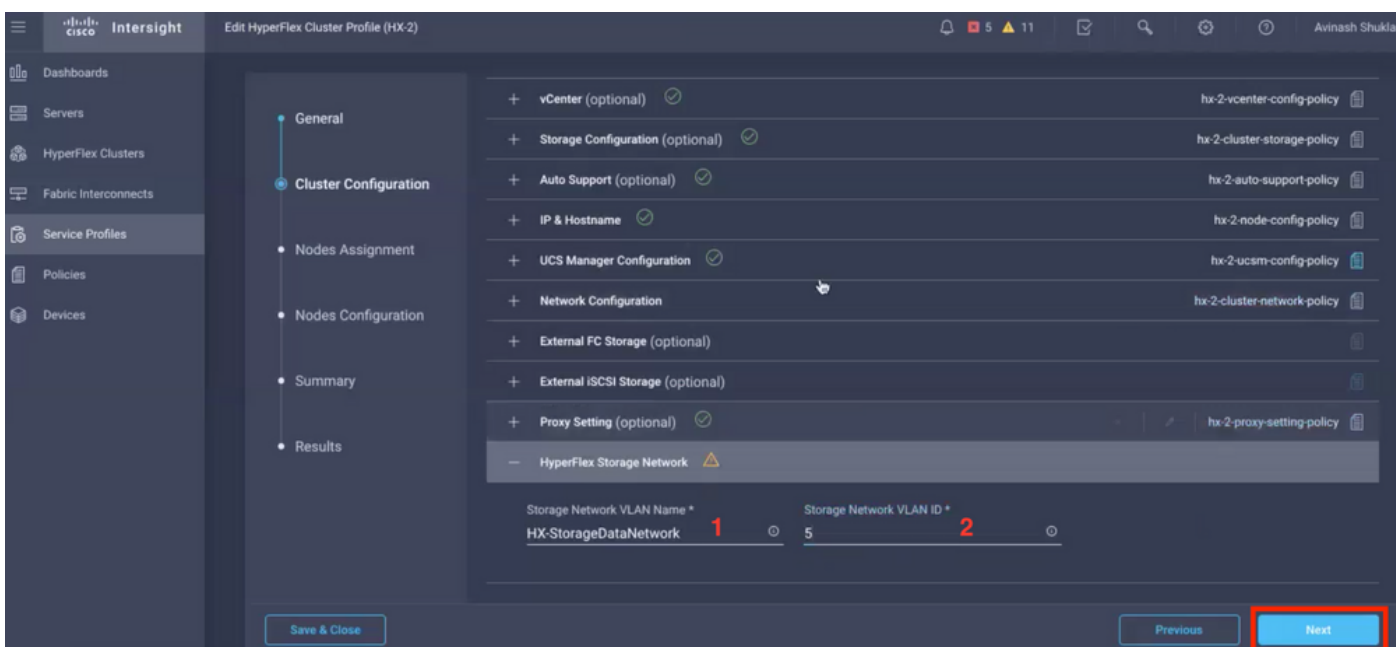 cisco Intersight
Edit HyperFlex Cluster Profile (HX-2)
5
11
Avinash Shukla
Dashboards
Servers
HyperFlex Clusters
Fabric Interconnects
Service Profiles
Policies
Devices
General
Cluster Configuration
Nodes Assignment
Nodes Configuration
Summary
Results
+ vCenter (optional) hx-2-vcenter-config-policy
+ Storage Configuration (optional) hx-2-cluster-storage-policy
+ Auto Support (optional) hx-2-auto-support-policy
+ IP & Hostname hx-2-node-config-policy
+ UCS Manager Configuration hx-2-ucsm-config-policy
+ Network Configuration hx-2-cluster-network-policy
+ External FC Storage (optional)
+ External iSCSI Storage (optional)
+ Proxy Setting (optional) hx-2-proxy-setting-policy
− HyperFlex Storage Network
Storage Network VLAN Name * Storage Network VLAN ID *
HX-StorageDataNetwork 1 5 2
Save & Close Previous Next